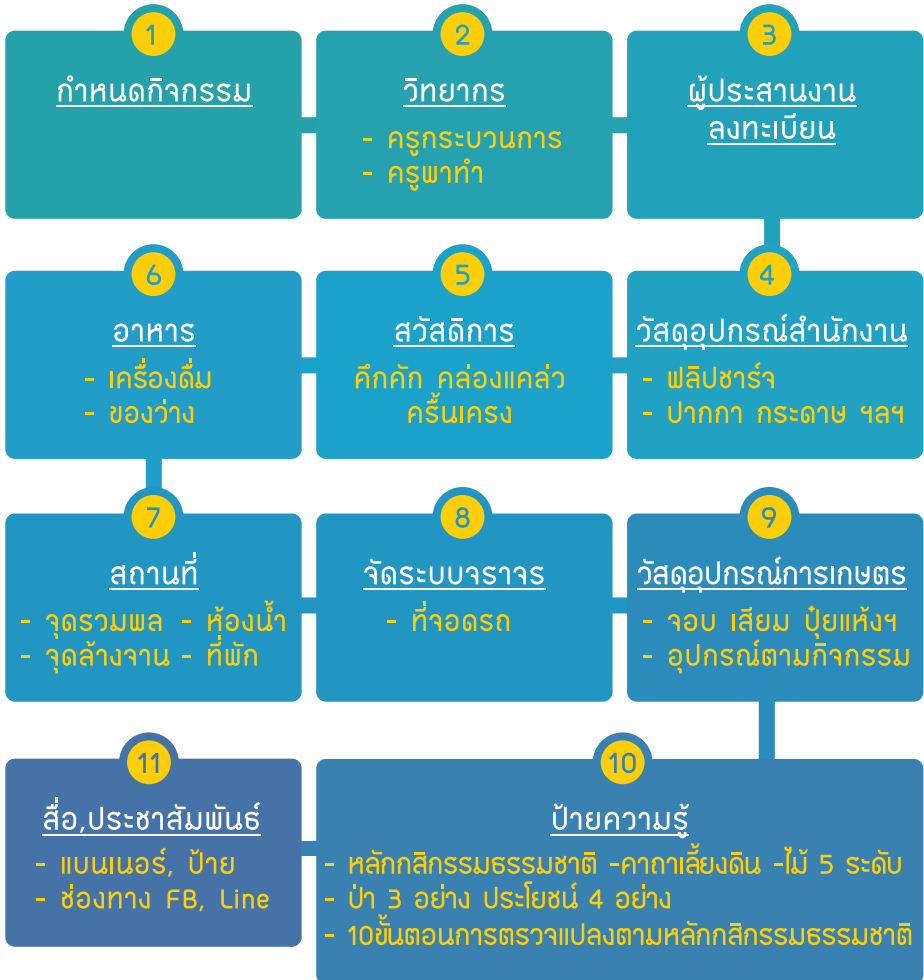 1
กำหนดกิจกรรม
2
วิทยากร
- ครูกระบวนการ
- ครูพาทำ
3
ผู้ประสานงาน
ลงทะเบียน
4
วัสดุอุปกรณ์สำนักงาน
- ฟลิปชาร์จ
- ปากกา กระดาษ ฯลฯ
5
สวัสดิการ
คึกคัก คล่องแคล่ว
ครื้นเครง
6
อาหาร
- เครื่องดื่ม
- ของว่าง
7
สถานที่
- จุดรวมพล - ห้องน้ำ
- จุดล้างจาน - ที่พัก
8
จัดระบบจราจร
- ที่จอดรถ
9
วัสดุอุปกรณ์การเกษตร
- จอบ เสียม ปุ๋ยแห้งฯ
- อุปกรณ์ตามกิจกรรม
10
ป้ายความรู้
- หลักกสิกรรมธรรมชาติ -คาถาเลี้ยงดิน -ไม้ 5 ระดับ
- ป่า 3 อย่าง ประโยชน์ 4 อย่าง
- 10ขั้นตอนการตรวจแปลงตามหลักกสิกรรมธรรมชาติ
11
สื่อ,ประชาสัมพันธ์
- แบนเนอร์, ป้าย
- ช่องทาง FB, Line